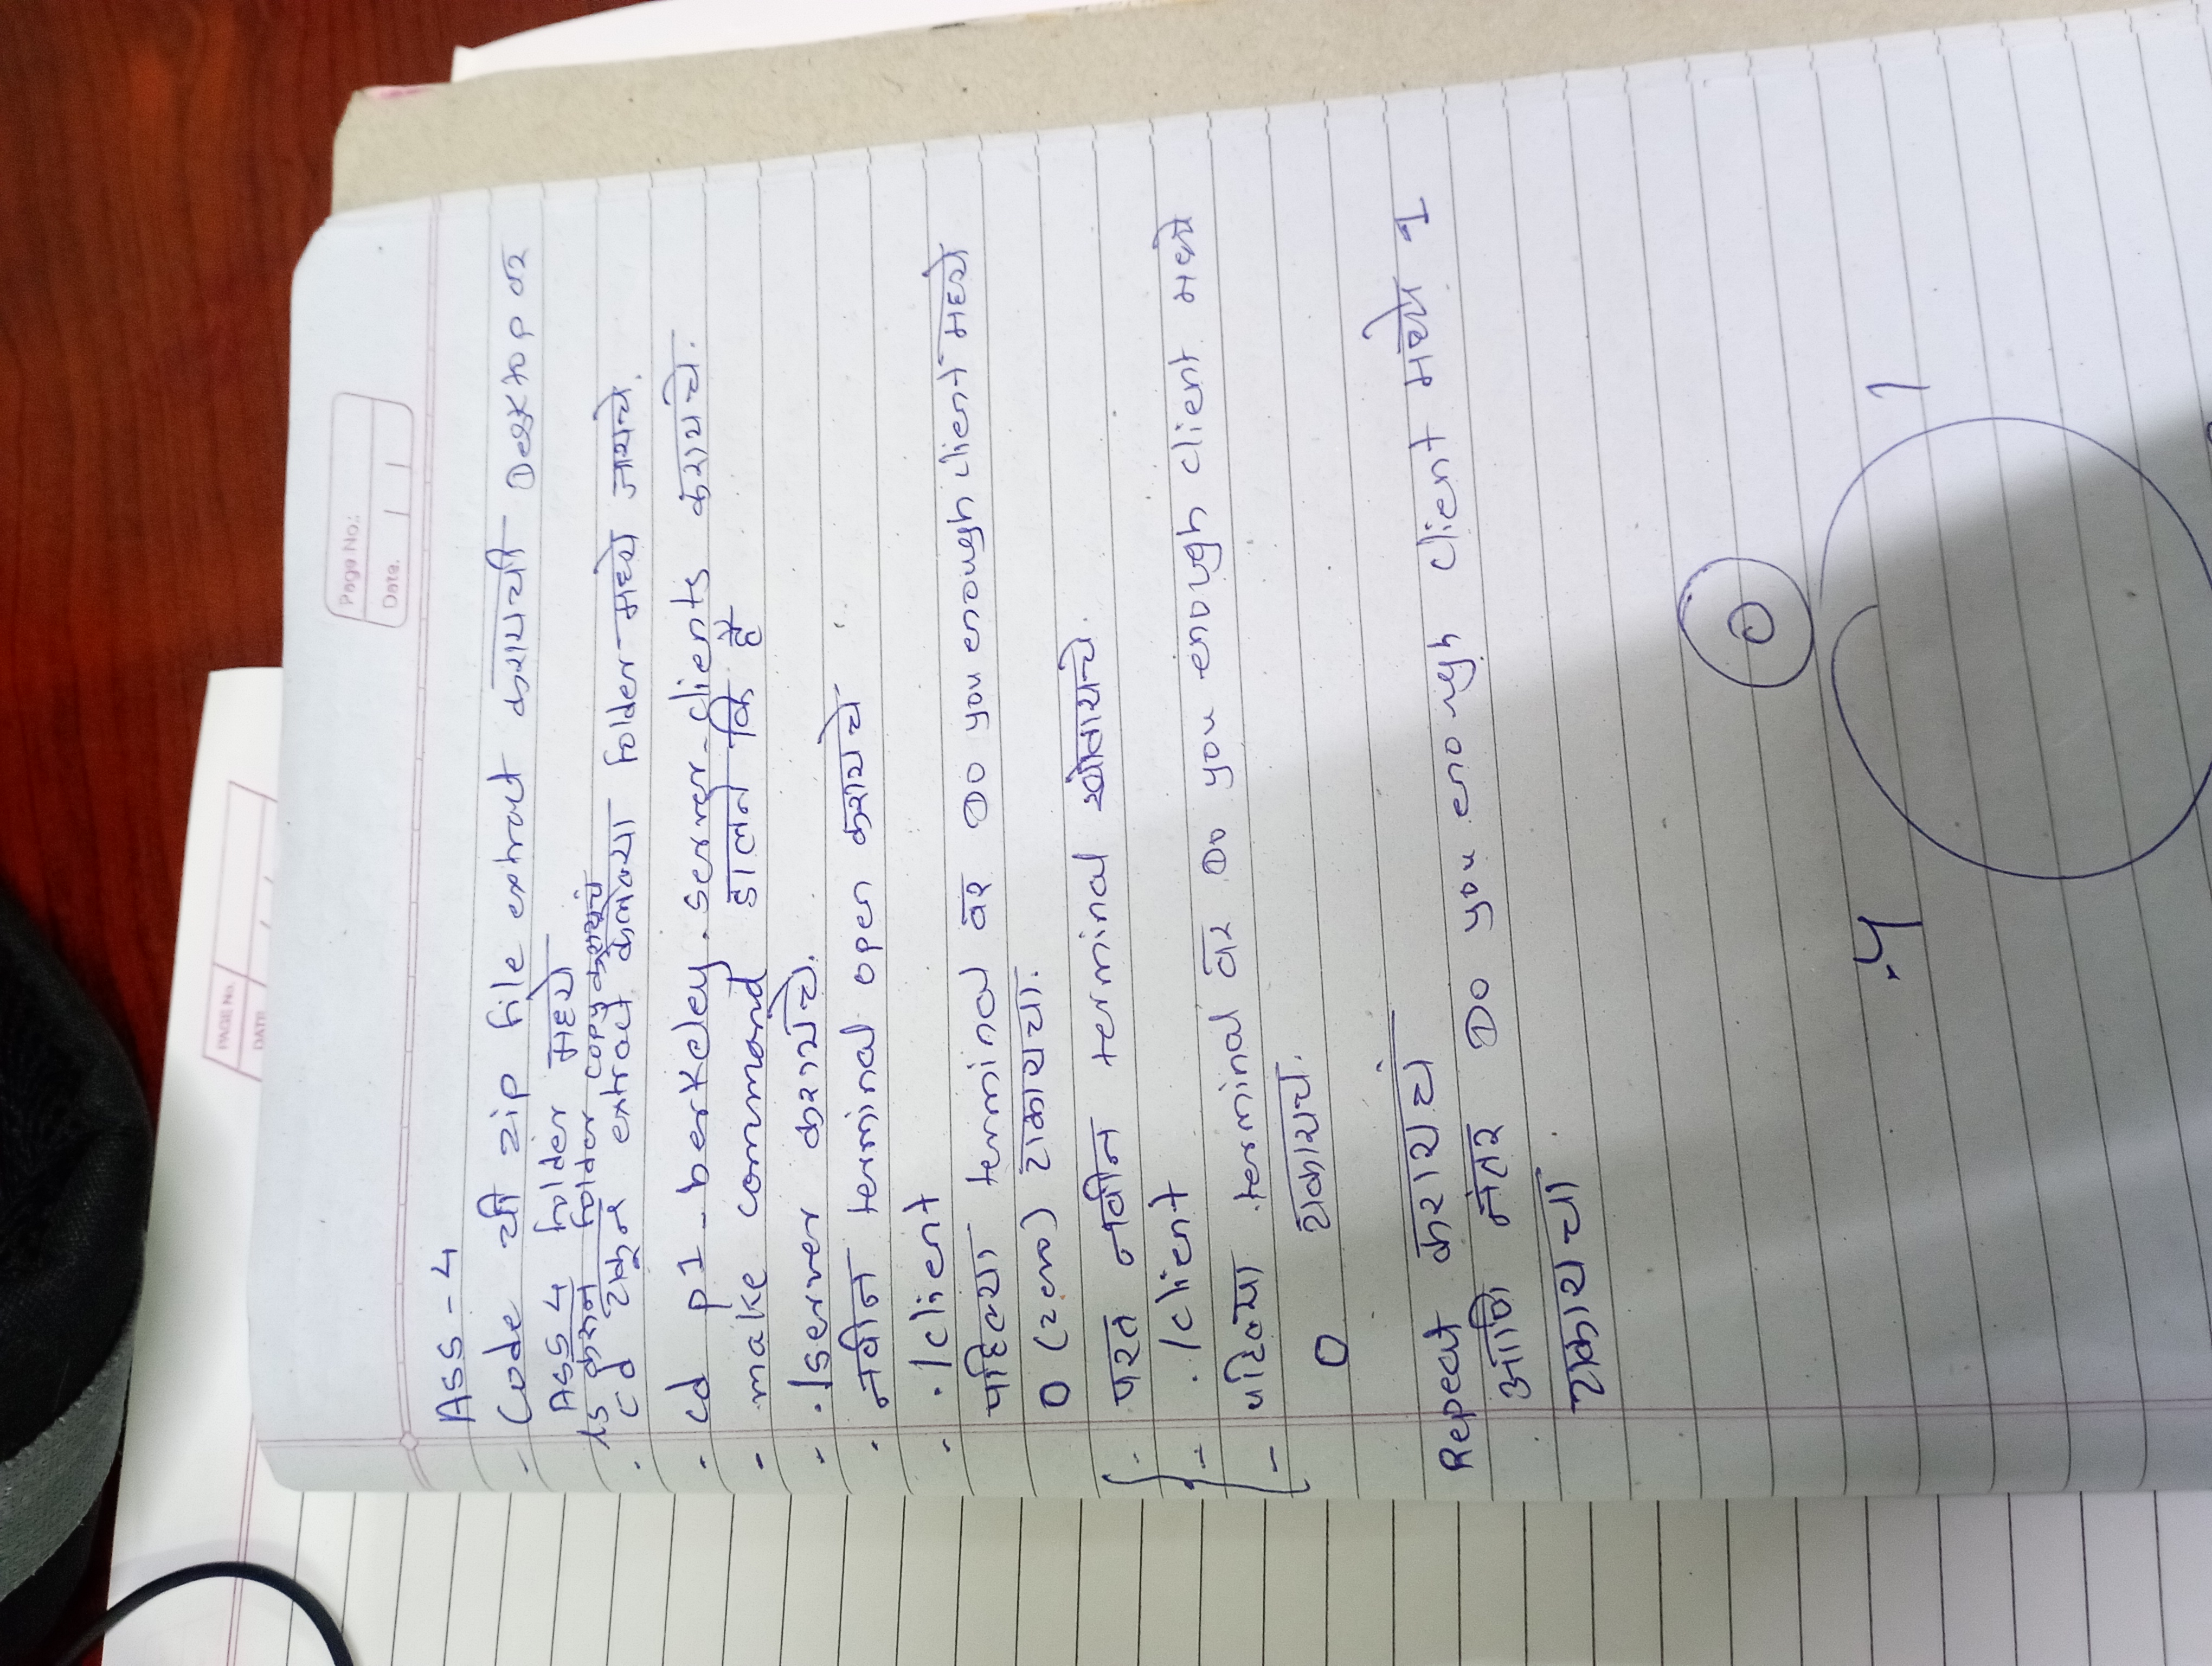 PAGE No.
DATE / /
Page No.:
Date. | |
ASS - 4
- Code ची zip file extract करायची Desktop वर
ASS 4 folder मध्ये
ls करुन folder copy करायचं
- cd टाकून extract केलेल्या folder मध्ये जायचे.
- cd p1-berkeley.server-clients करायचे.
- make command डालने कि है
- ./server करायचे.
- नवीन terminal open करायचे
- ./client
पहिल्या terminal वर Do you enough client मध्ये
0 (zero) टाकायचा.
- परत नवीन terminal खोलायचे.
- ./client
- पहिल्या terminal वर Do you enough client मध्ये
0 टाकायचे.
Repeat करायचं
. आणि नंतर Do you enough client मध्ये 1
टाकायचा.
0
4 1